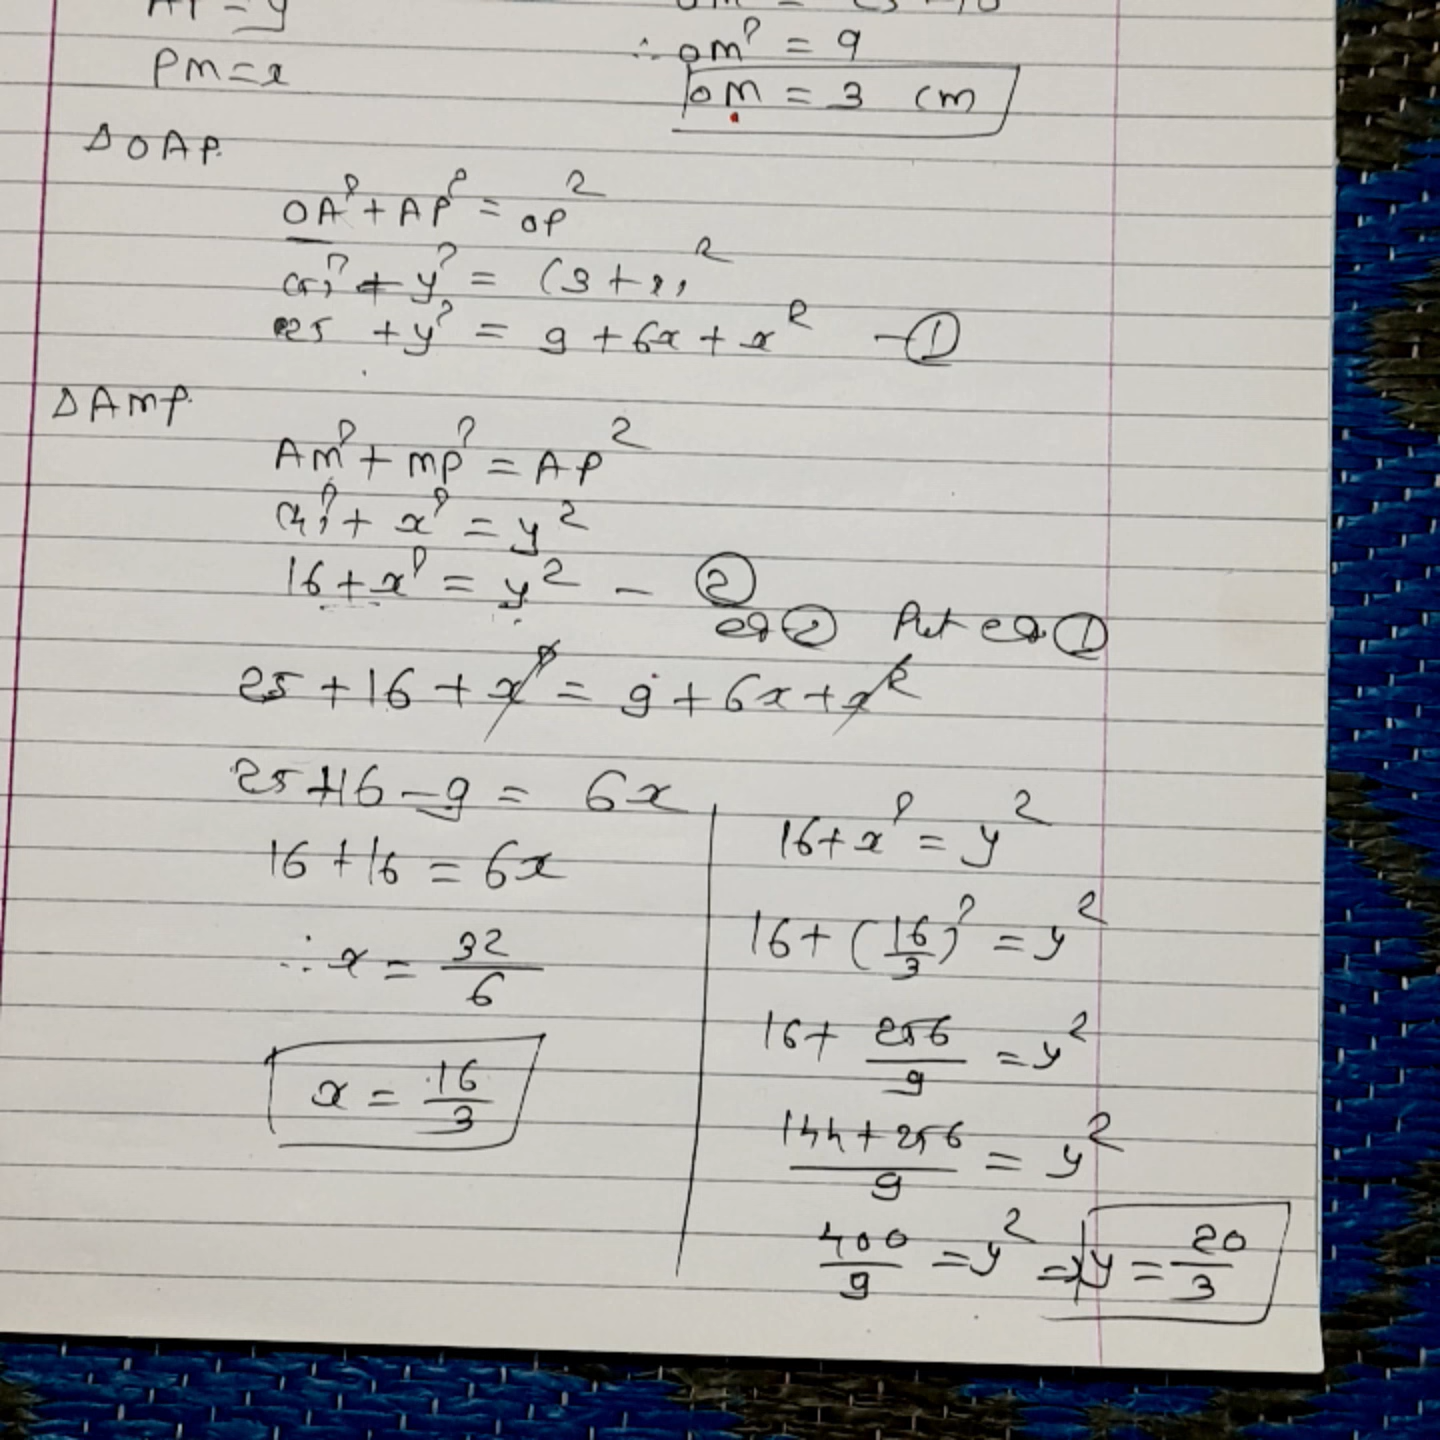 PM=x
∴ OM² = 9
OM = 3 cm
Δ OAP.
OA² + AP² = OP²
(5)² + y² = (3+x)²
25 + y² = 9 + 6x + x² - ①
Δ AMP.
AM² + MP² = AP²
(4)² + x² = y²
16 + x² = y² - ②
eq ② Put eq ①
25 + 16 + x² = 9 + 6x + x²
25 + 16 - 9 = 6x
16 + 16 = 6x
∴ x = 32/6
x = 16/3
16 + x² = y²
16 + (16/3)² = y²
16 + 256/9 = y²
144 + 256/9 = y²
400/9 = y² => y = 20/3